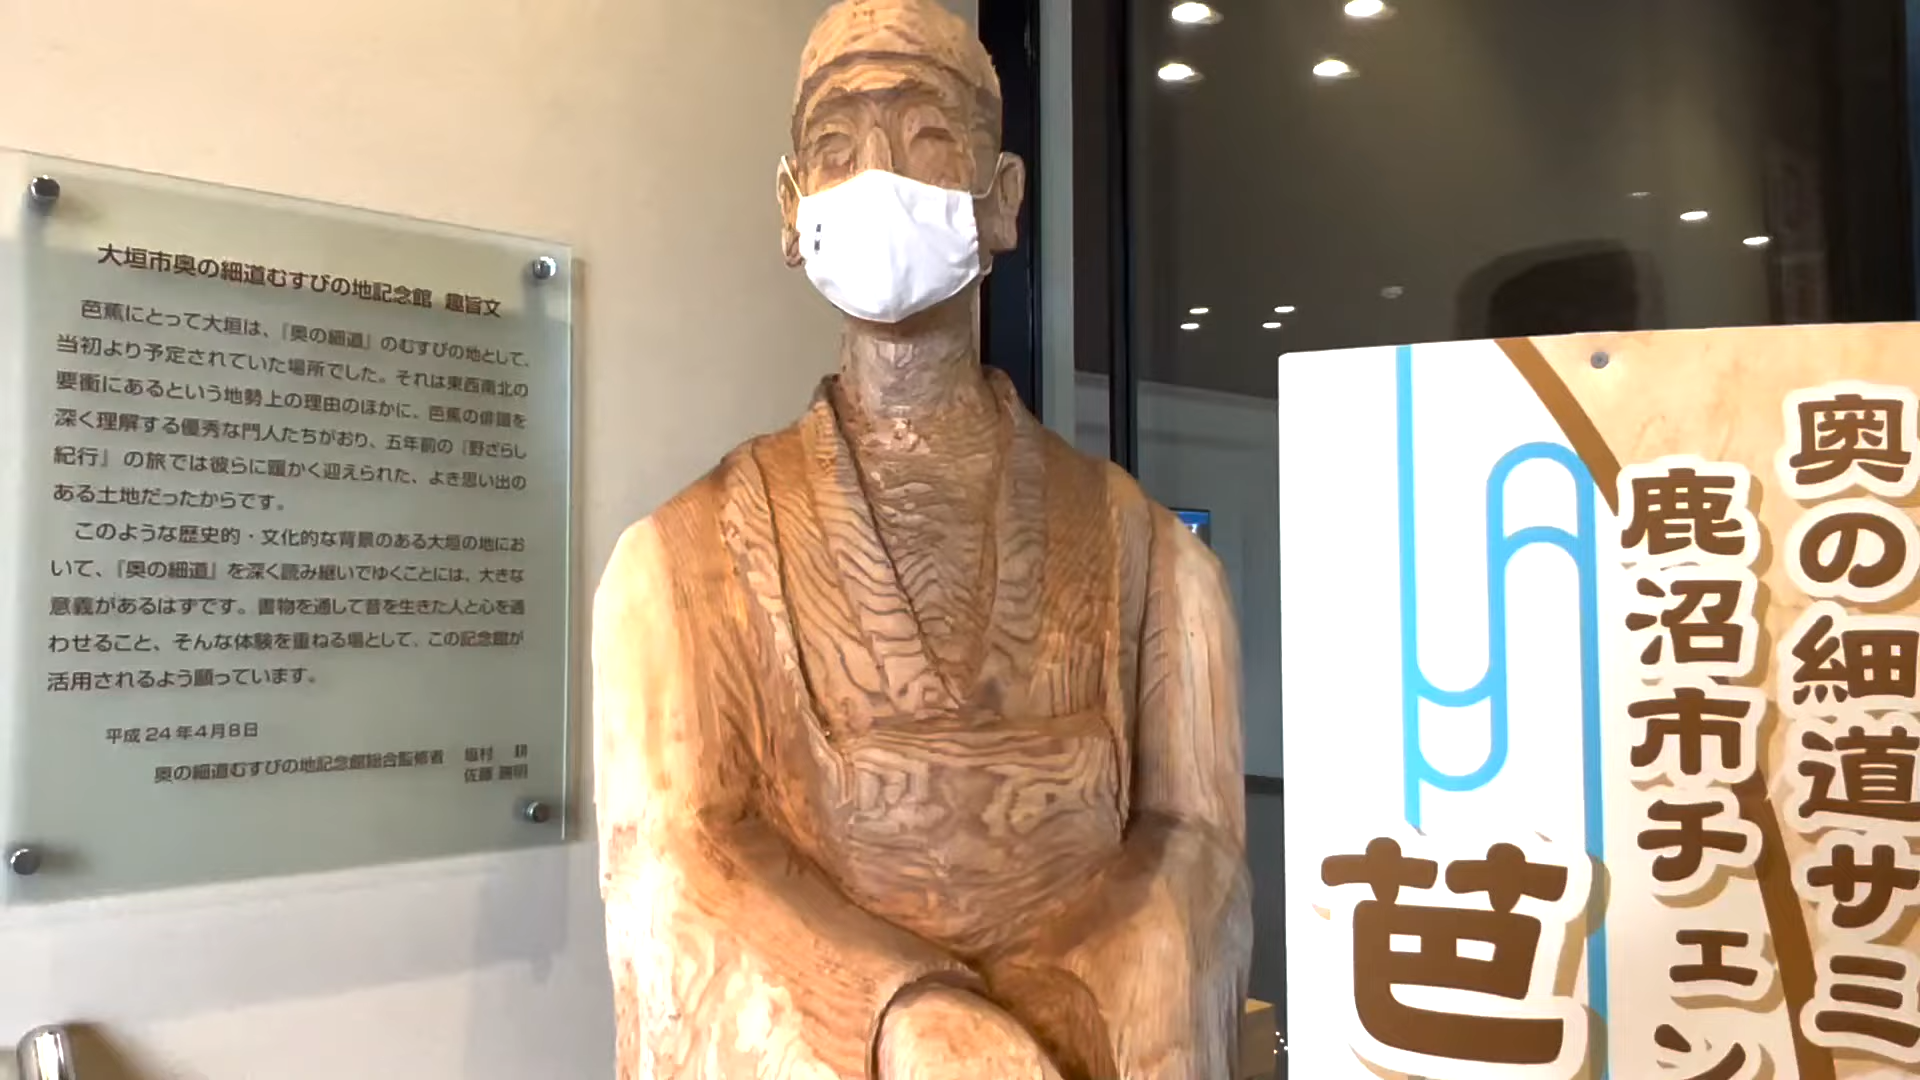 大垣市奥の細道むすびの地記念館 趣旨文
芭蕉にとって大垣は、『奥の細道』のむすびの地として、
当初より予定されていた場所でした。それは東西南北の
要衝にあるという地勢上の理由のほかに、芭蕉の俳諧を
深く理解する優秀な門人たちがおり、五年前の『野ざらし
紀行』の旅では彼らに暖かく迎えられた、よき思い出の
ある土地だったからです。
このような歴史的・文化的な背景のある大垣の地にお
いて、『奥の細道』を深く読み継いでゆくことには、大きな
意義があるはずです。書物を通して昔を生きた人と心を通
わせること、そんな体験を重ねる場として、この記念館が
活用されるよう願っています。
平成24年4月8日
奥の細道むすびの地記念館総合監修者 塩村 耕
佐藤 勝明
奥の細道サミ
鹿沼市チェン
芭